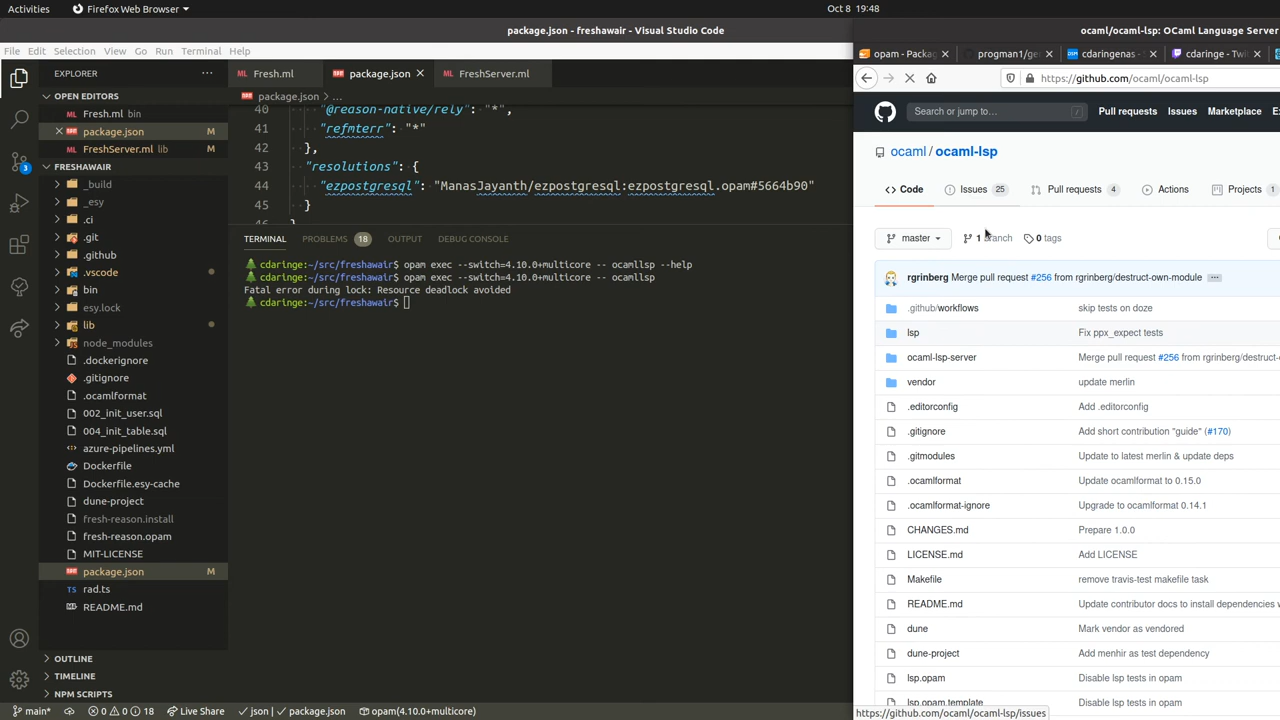 Activities
Firefox Web Browser
Oct 8 19:48
package.json - freshawair - Visual Studio Code
File Edit Selection View Go Run Terminal Help
EXPLORER
OPEN EDITORS
Fresh.ml bin
package.json M
FreshServer.ml lib M
FRESHAWAIR
_build
_esy
.ci
.git
.github
.vscode
bin
esy.lock
lib
node_modules
.dockerignore
.gitignore
.ocamlformat
002_init_user.sql
004_init_table.sql
azure-pipelines.yml
Dockerfile
Dockerfile.esy-cache
dune-project
fresh-reason.install
fresh-reason.opam
MIT-LICENSE
package.json M
rad.ts
README.md
OUTLINE
TIMELINE
NPM SCRIPTS
3
Fresh.ml
package.json
FreshServer.ml
package.json > ...
40 "@reason-native/rely": "*",
41 "refmterr": "*"
42 },
43 "resolutions": {
44 "ezpostgresql": "ManasJayanth/ezpostgresql:ezpostgresql.opam#5664b90"
45 }
46 }
TERMINAL PROBLEMS 18 OUTPUT DEBUG CONSOLE
cdaringe:~/src/freshawair$ opam exec --switch=4.10.0+multicore -- ocamllsp --help
cdaringe:~/src/freshawair$ opam exec --switch=4.10.0+multicore -- ocamllsp
Fatal error during lock: Resource deadlock avoided
cdaringe:~/src/freshawair$
main* 0 0 18 Live Share json | package.json opam(4.10.0+multicore)
ocaml/ocaml-lsp: OCaml Language Server
opam - Packag
progman1/ger
cdaringenas - S
cdaringe - Twi
https://github.com/ocaml/ocaml-lsp
Search or jump to… /
Pull requests Issues Marketplace
ocaml / ocaml-lsp
Code Issues 25 Pull requests 4 Actions Projects 1
master 1 branch 0 tags
rgrinberg Merge pull request #256 from rgrinberg/destruct-own-module ...
.github/workflows skip tests on doze
lsp Fix ppx_expect tests
ocaml-lsp-server Merge pull request #256 from rgrinberg/destruct-
vendor update merlin
.editorconfig Add .editorconfig
.gitignore Add short contribution "guide" (#170)
.gitmodules Update to latest merlin & update deps
.ocamlformat Update ocamlformat to 0.15.0
.ocamlformat-ignore Upgrade to ocamlformat 0.14.1
CHANGES.md Prepare 1.0.0
LICENSE.md Add LICENSE
Makefile remove travis-test makefile task
README.md Update contributor docs to install dependencies
dune Mark vendor as vendored
dune-project Add menhir as test dependency
lsp.opam Disable lsp tests in opam
lsp.opam.template Disable lsp tests in opam
https://github.com/ocaml/ocaml-lsp/issues